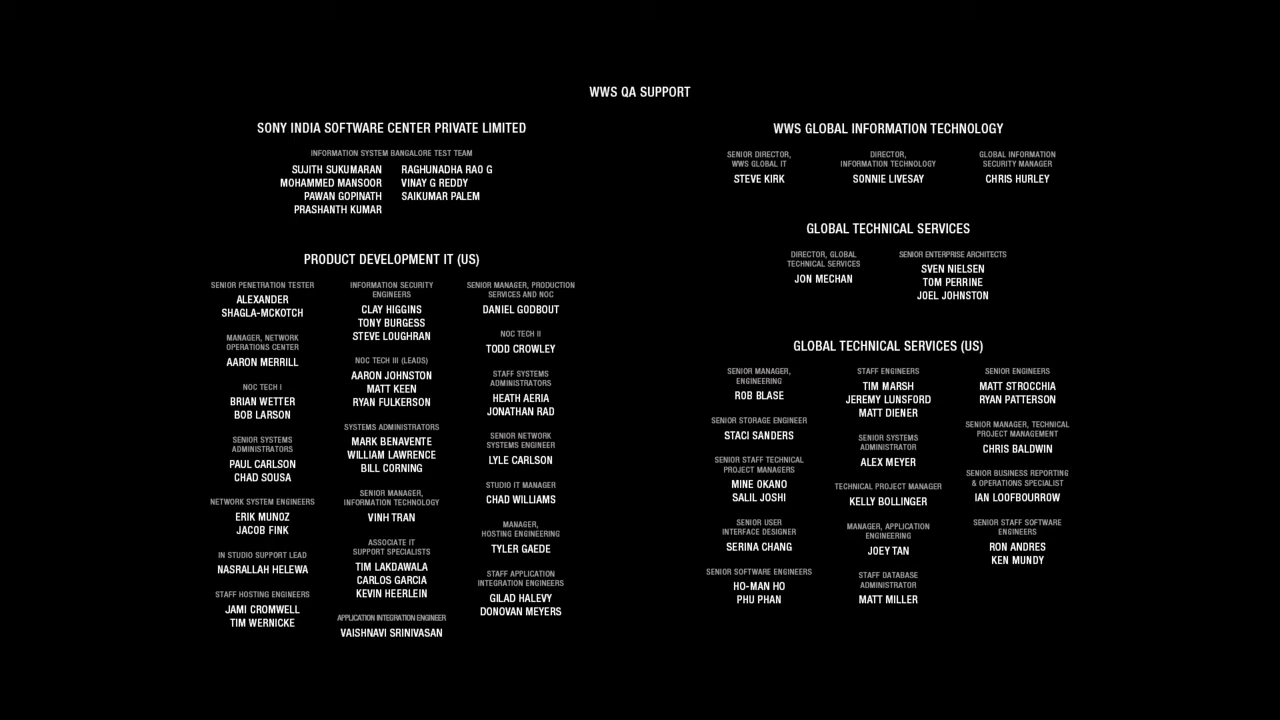 WWS QA SUPPORT
SONY INDIA SOFTWARE CENTER PRIVATE LIMITED
INFORMATION SYSTEM BANGALORE TEST TEAM
SUJITH SUKUMARAN
MOHAMMED MANSOOR
PAWAN GOPINATH
PRASHANTH KUMAR
RAGHUNADHA RAO G
VINAY G REDDY
SAIKUMAR PALEM
PRODUCT DEVELOPMENT IT (US)
SENIOR PENETRATION TESTER
ALEXANDER
SHAGLA-MCKOTCH
MANAGER, NETWORK
OPERATIONS CENTER
AARON MERRILL
NOC TECH I
BRIAN WETTER
BOB LARSON
SENIOR SYSTEMS
ADMINISTRATORS
PAUL CARLSON
CHAD SOUSA
NETWORK SYSTEM ENGINEERS
ERIK MUNOZ
JACOB FINK
IN STUDIO SUPPORT LEAD
NASRALLAH HELEWA
STAFF HOSTING ENGINEERS
JAMI CROMWELL
TIM WERNICKE
INFORMATION SECURITY
ENGINEERS
CLAY HIGGINS
TONY BURGESS
STEVE LOUGHRAN
NOC TECH III (LEADS)
AARON JOHNSTON
MATT KEEN
RYAN FULKERSON
SYSTEMS ADMINISTRATORS
MARK BENAVENTE
WILLIAM LAWRENCE
BILL CORNING
SENIOR MANAGER,
INFORMATION TECHNOLOGY
VINH TRAN
ASSOCIATE IT
SUPPORT SPECIALISTS
TIM LAKDAWALA
CARLOS GARCIA
KEVIN HEERLEIN
APPLICATION INTEGRATION ENGINEER
VAISHNAVI SRINIVASAN
SENIOR MANAGER, PRODUCTION
SERVICES AND NOC
DANIEL GODBOUT
NOC TECH II
TODD CROWLEY
STAFF SYSTEMS
ADMINISTRATORS
HEATH AERIA
JONATHAN RAD
SENIOR NETWORK
SYSTEMS ENGINEER
LYLE CARLSON
STUDIO IT MANAGER
CHAD WILLIAMS
MANAGER,
HOSTING ENGINEERING
TYLER GAEDE
STAFF APPLICATION
INTEGRATION ENGINEERS
GILAD HALEVY
DONOVAN MEYERS
WWS GLOBAL INFORMATION TECHNOLOGY
SENIOR DIRECTOR,
WWS GLOBAL IT
STEVE KIRK
DIRECTOR,
INFORMATION TECHNOLOGY
SONNIE LIVESAY
GLOBAL INFORMATION
SECURITY MANAGER
CHRIS HURLEY
GLOBAL TECHNICAL SERVICES
DIRECTOR, GLOBAL
TECHNICAL SERVICES
JON MECHAN
SENIOR ENTERPRISE ARCHITECTS
SVEN NIELSEN
TOM PERRINE
JOEL JOHNSTON
GLOBAL TECHNICAL SERVICES (US)
SENIOR MANAGER,
ENGINEERING
ROB BLASE
SENIOR STORAGE ENGINEER
STACI SANDERS
SENIOR STAFF TECHNICAL
PROJECT MANAGERS
MINE OKANO
SALIL JOSHI
SENIOR USER
INTERFACE DESIGNER
SERINA CHANG
SENIOR SOFTWARE ENGINEERS
HO-MAN HO
PHU PHAN
STAFF ENGINEERS
TIM MARSH
JEREMY LUNSFORD
MATT DIENER
SENIOR SYSTEMS
ADMINISTRATOR
ALEX MEYER
TECHNICAL PROJECT MANAGER
KELLY BOLLINGER
MANAGER, APPLICATION
ENGINEERING
JOEY TAN
STAFF DATABASE
ADMINISTRATOR
MATT MILLER
SENIOR ENGINEERS
MATT STROCCHIA
RYAN PATTERSON
SENIOR MANAGER, TECHNICAL
PROJECT MANAGEMENT
CHRIS BALDWIN
SENIOR BUSINESS REPORTING
& OPERATIONS SPECIALIST
IAN LOOFBOURROW
SENIOR STAFF SOFTWARE
ENGINEERS
RON ANDRES
KEN MUNDY